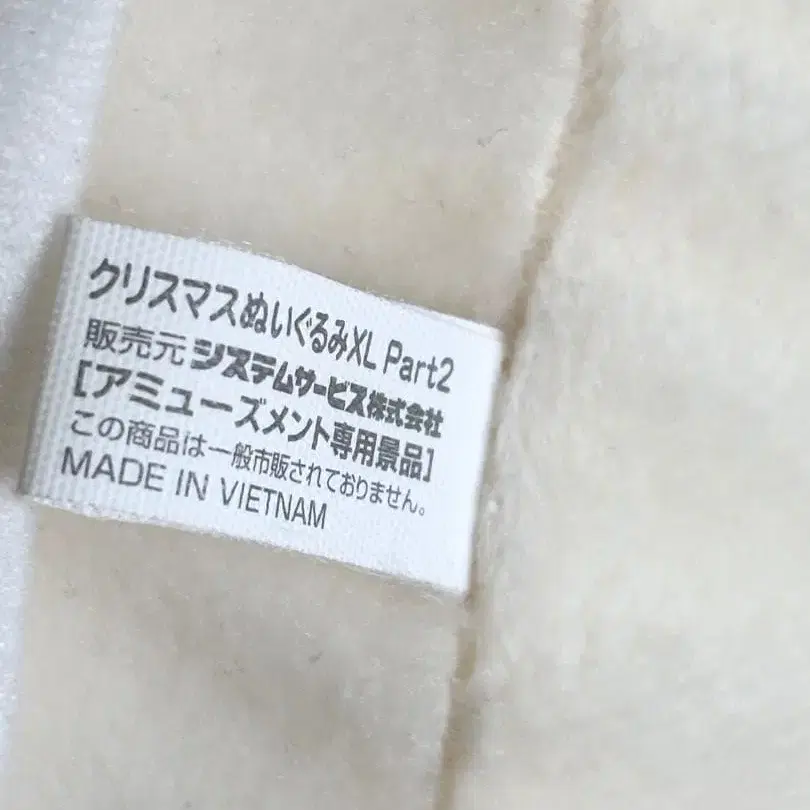 クリスマスぬいぐるみXL Part2
販売元 システムサービス株式会社
[アミューズメント専用景品]
この商品は一般市販されておりません。
MADE IN VIETNAM